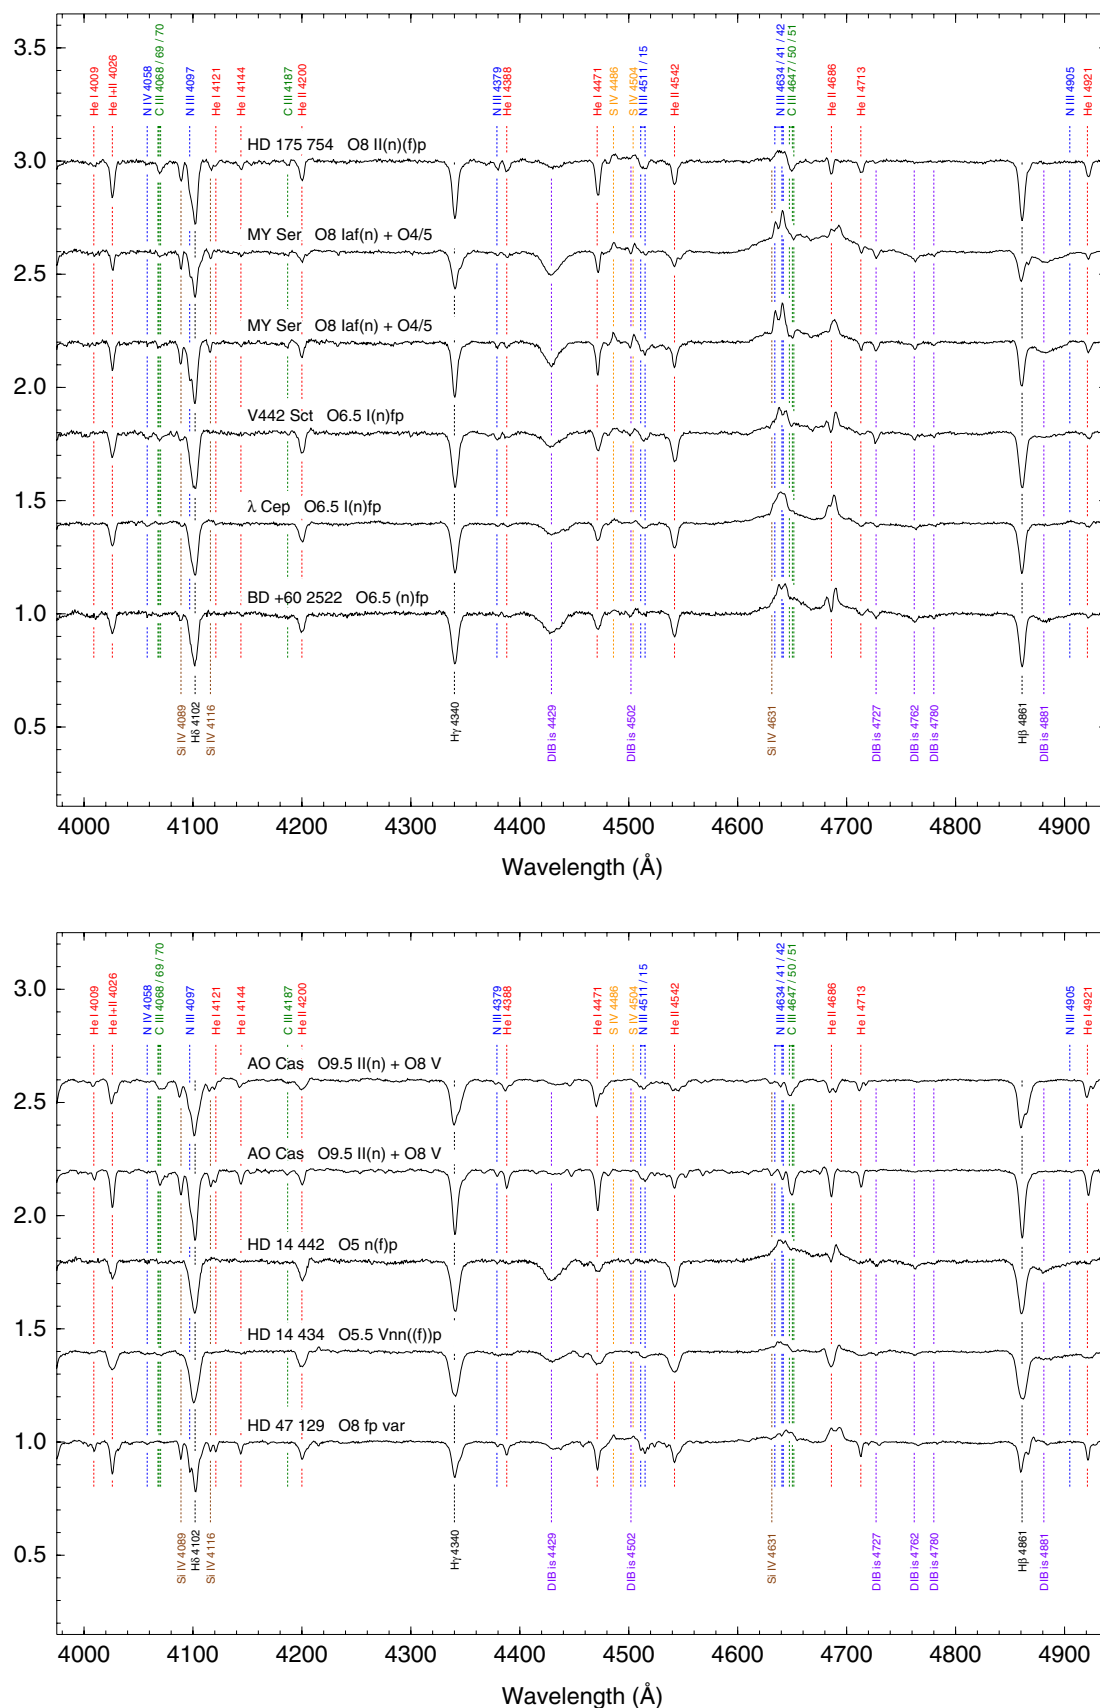 3.5
3.0
2.5
2.0
1.5
1.0
0.5
He I 4009
He I+II 4026
N IV 4058
C III 4068 / 69 / 70
N III 4097
He I 4121
He I 4144
C III 4187
He II 4200
N III 4379
He I 4388
He I 4471
S IV 4486
S IV 4504
N III 4511 / 15
He II 4542
N III 4634 / 41 / 42
C III 4647 / 50 / 51
He II 4686
He I 4713
N III 4905
He I 4921
HD 175 754 O8 II(n)(f)p
MY Ser O8 Iaf(n) + O4/5
MY Ser O8 Iaf(n) + O4/5
V442 Sct O6.5 I(n)fp
λ Cep O6.5 I(n)fp
BD +60 2522 O6.5 (n)fp
Si IV 4089
Hδ 4102
Si IV 4116
Hγ 4340
DIB is 4429
DIB is 4502
Si IV 4631
DIB is 4727
DIB is 4762
DIB is 4780
Hβ 4861
DIB is 4881
4000 4100 4200 4300 4400 4500 4600 4700 4800 4900
Wavelength (Å)
3.0
2.5
2.0
1.5
1.0
0.5
He I 4009
He I+II 4026
N IV 4058
C III 4068 / 69 / 70
N III 4097
He I 4121
He I 4144
C III 4187
He II 4200
N III 4379
He I 4388
He I 4471
S IV 4486
S IV 4504
N III 4511 / 15
He II 4542
N III 4634 / 41 / 42
C III 4647 / 50 / 51
He II 4686
He I 4713
N III 4905
He I 4921
AO Cas O9.5 II(n) + O8 V
AO Cas O9.5 II(n) + O8 V
HD 14 442 O5 n(f)p
HD 14 434 O5.5 Vnn((f))p
HD 47 129 O8 fp var
Si IV 4089
Hδ 4102
Si IV 4116
Hγ 4340
DIB is 4429
DIB is 4502
Si IV 4631
DIB is 4727
DIB is 4762
DIB is 4780
Hβ 4861
DIB is 4881
4000 4100 4200 4300 4400 4500 4600 4700 4800 4900
Wavelength (Å)